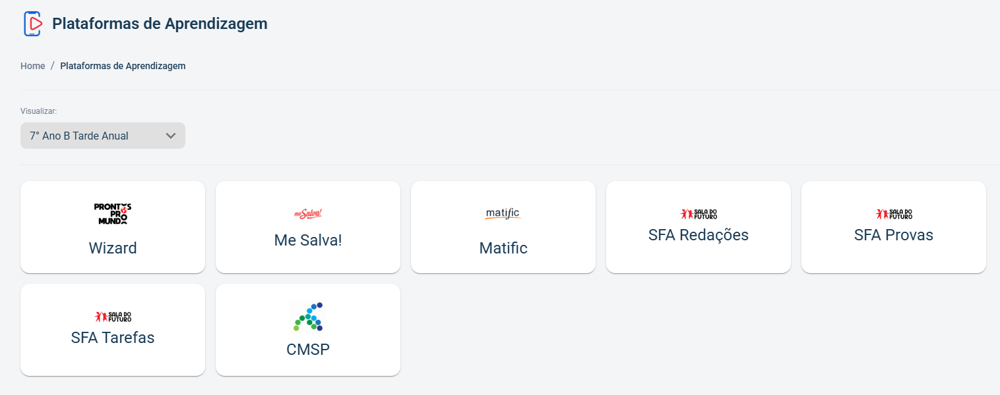 Plataformas de Aprendizagem
Home / Plataformas de Aprendizagem
Visualizar:
7° Ano B Tarde Anual
PRONTOS
PRO
MUNDO
Wizard
me Salva!
Me Salva!
matific
Matific
SALA DO
FUTURO
SFA Redações
SALA DO
FUTURO
SFA Provas
SALA DO
FUTURO
SFA Tarefas
CMSP